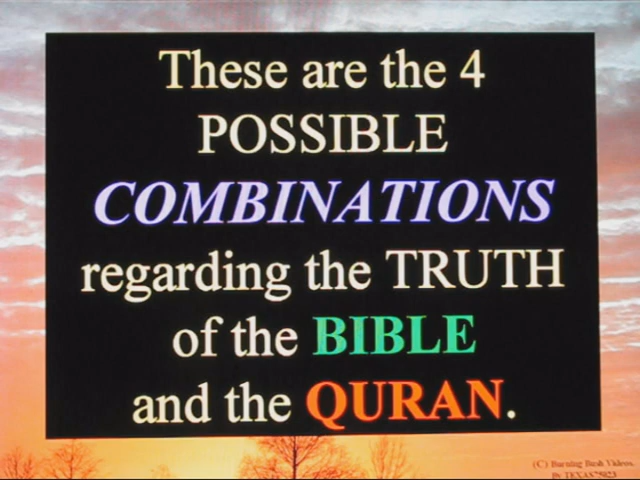 These are the 4
POSSIBLE
COMBINATIONS
regarding the TRUTH
of the BIBLE
and the QURAN.
(C) Burning Bush Videos.